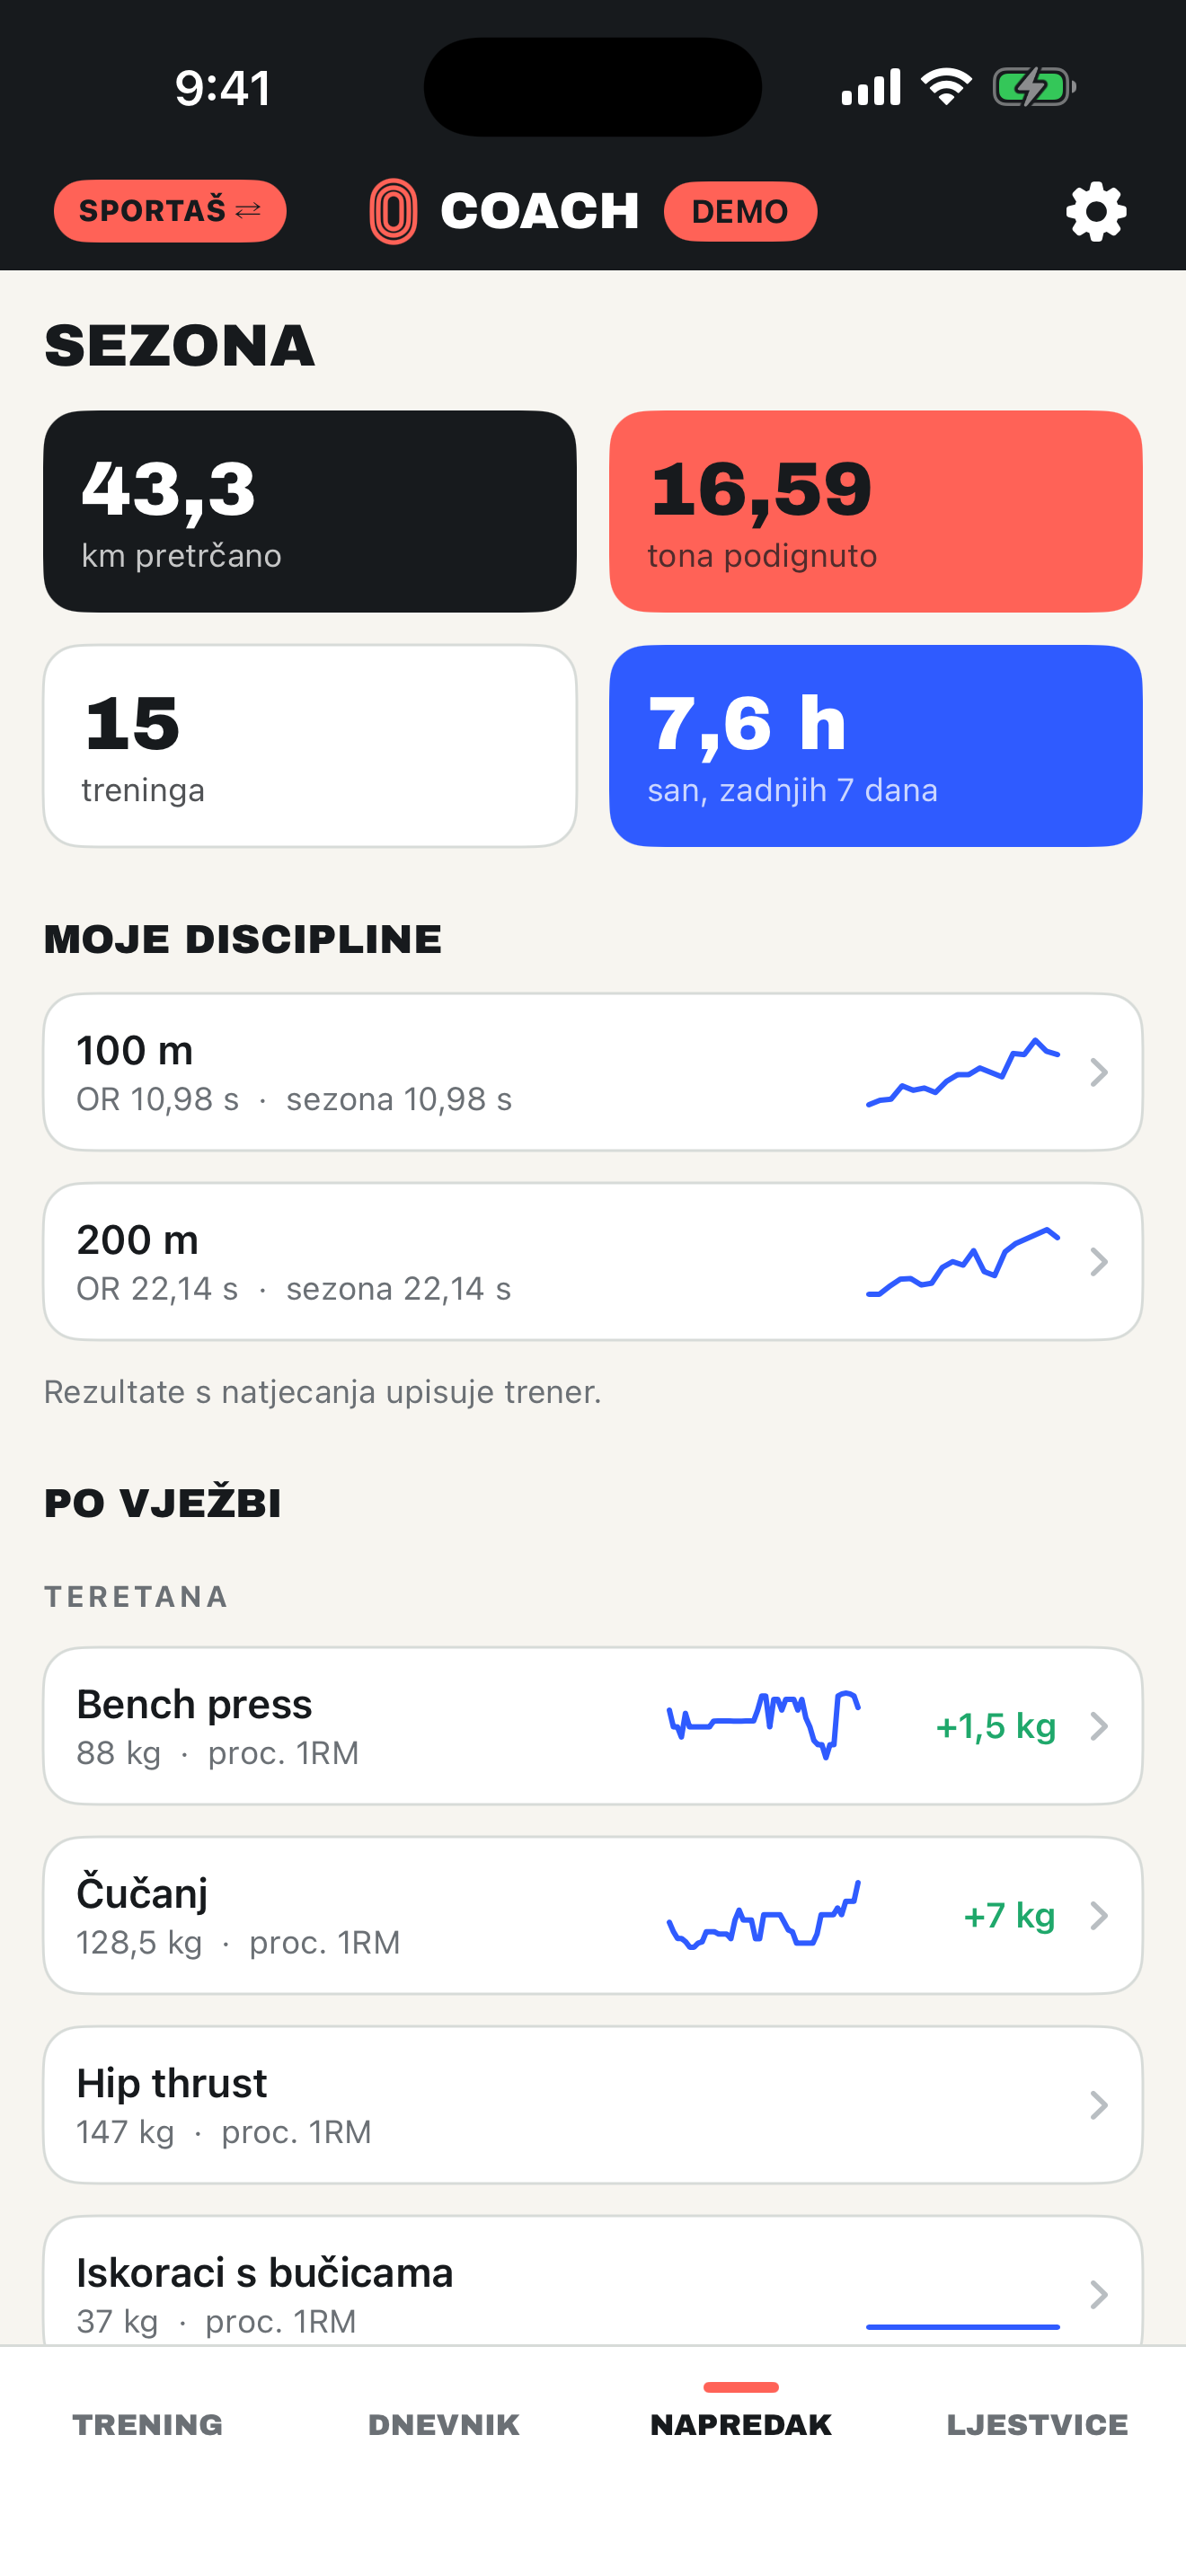 9:41
SPORTAŠ ⇄ COACH DEMO
SEZONA
43,3
km pretrčano
16,59
tona podignuto
15
treninga
7,6 h
san, zadnjih 7 dana
MOJE DISCIPLINE
100 m
OR 10,98 s · sezona 10,98 s
200 m
OR 22,14 s · sezona 22,14 s
Rezultate s natjecanja upisuje trener.
PO VJEŽBI
TERETANA
Bench press
88 kg · proc. 1RM
+1,5 kg
Čučanj
128,5 kg · proc. 1RM
+7 kg
Hip thrust
147 kg · proc. 1RM
Iskoraci s bučicama
37 kg · proc. 1RM
TRENING DNEVNIK NAPREDAK LJESTVICE